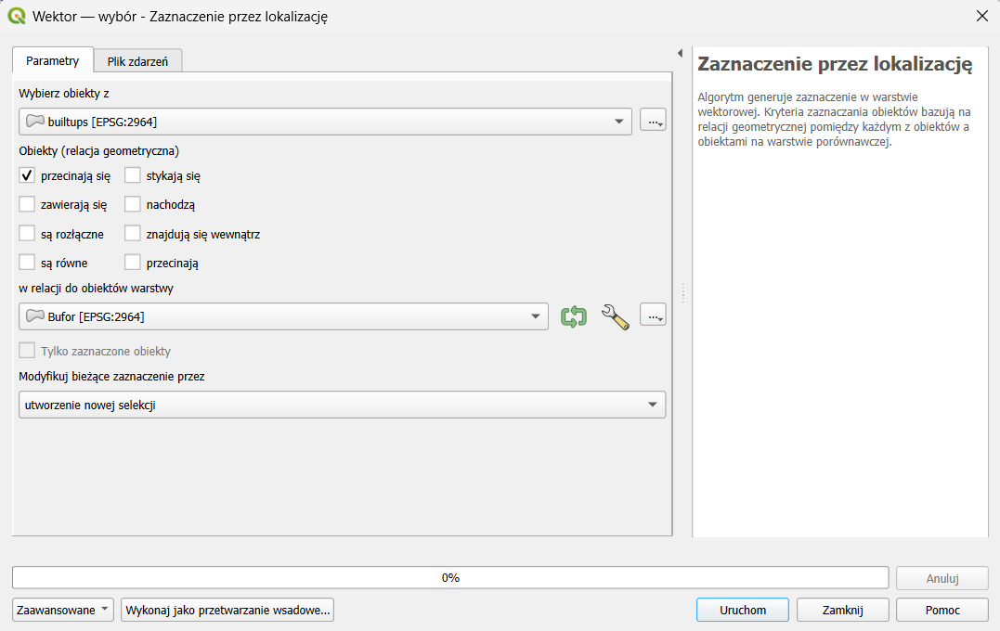 Wektor — wybór - Zaznaczenie przez lokalizację
Parametry
Plik zdarzeń
Wybierz obiekty z
builtups [EPSG:2964]
...
Obiekty (relacja geometryczna)
przecinają się
stykają się
zawierają się
nachodzą
są rozłączne
znajdują się wewnątrz
są równe
przecinają
w relacji do obiektów warstwy
Bufor [EPSG:2964]
...
Tylko zaznaczone obiekty
Modyfikuj bieżące zaznaczenie przez
utworzenie nowej selekcji
Zaznaczenie przez lokalizację
Algorytm generuje zaznaczenie w warstwie
wektorowej. Kryteria zaznaczania obiektów bazują na
relacji geometrycznej pomiędzy każdym z obiektów a
obiektami na warstwie porównawczej.
0%
Anuluj
Zaawansowane
Wykonaj jako przetwarzanie wsadowe...
Uruchom
Zamknij
Pomoc